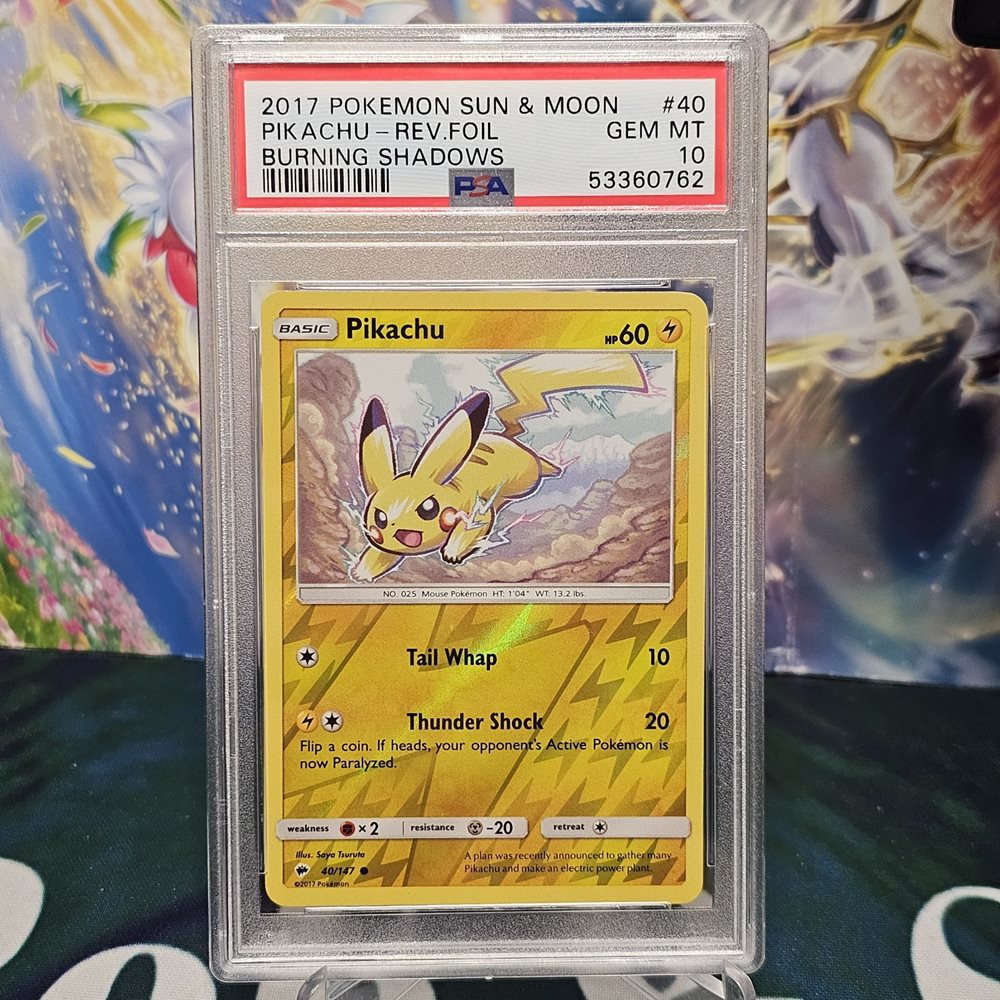 2017 POKEMON SUN & MOON #40
PIKACHU - REV.FOIL GEM MT
BURNING SHADOWS 10
PSA 53360762
BASIC Pikachu HP 60
NO. 025 Mouse Pokémon HT: 1'04" WT: 13.2 lbs.
Tail Whap 10
Thunder Shock 20
Flip a coin. If heads, your opponent's Active Pokémon is
now Paralyzed.
weakness × 2 resistance -20 retreat
Illus. Saya Tsuruta A plan was recently announced to gather many
40/147 Pikachu and make an electric power plant.
©2017 Pokémon